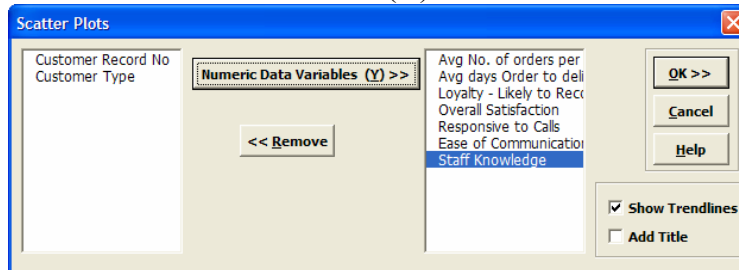 Scatter Plots
Customer Record No
Customer Type
Numeric Data Variables (Y) >>
<< Remove
Avg No. of orders per
Avg days Order to deli
Loyalty - Likely to Reco
Overall Satisfaction
Responsive to Calls
Ease of Communication
Staff Knowledge
OK >>
Cancel
Help
Show Trendlines
Add Title